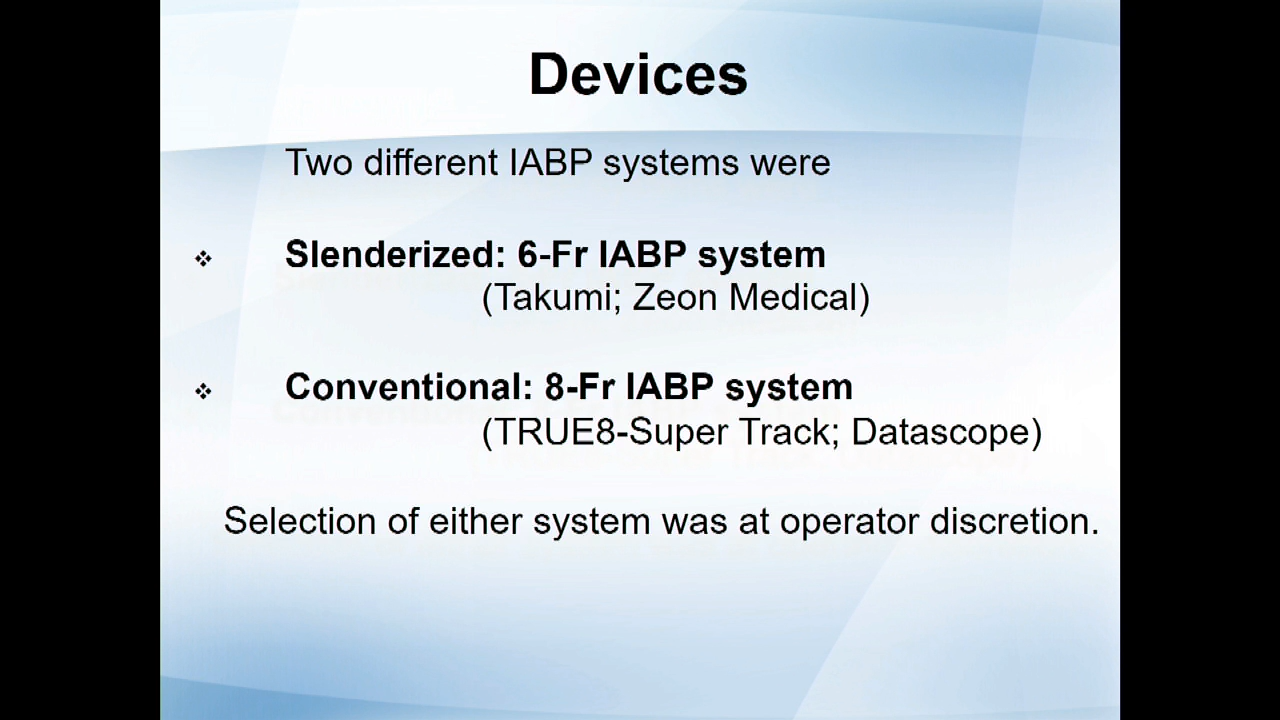 Devices
Two different IABP systems were
❖ Slenderized: 6-Fr IABP system
(Takumi; Zeon Medical)
❖ Conventional: 8-Fr IABP system
(TRUE8-Super Track; Datascope)
Selection of either system was at operator discretion.